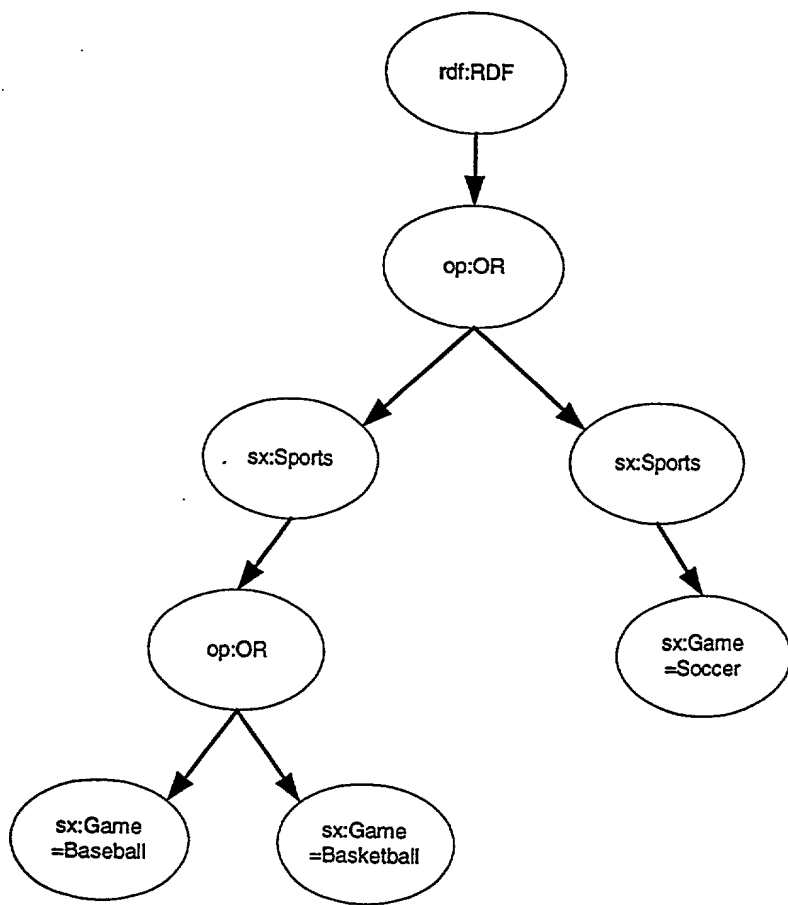 rdf:RDF
op:OR
sx:Sports
sx:Sports
op:OR
sx:Game
=Soccer
sx:Game
=Baseball
sx:Game
=Basketball